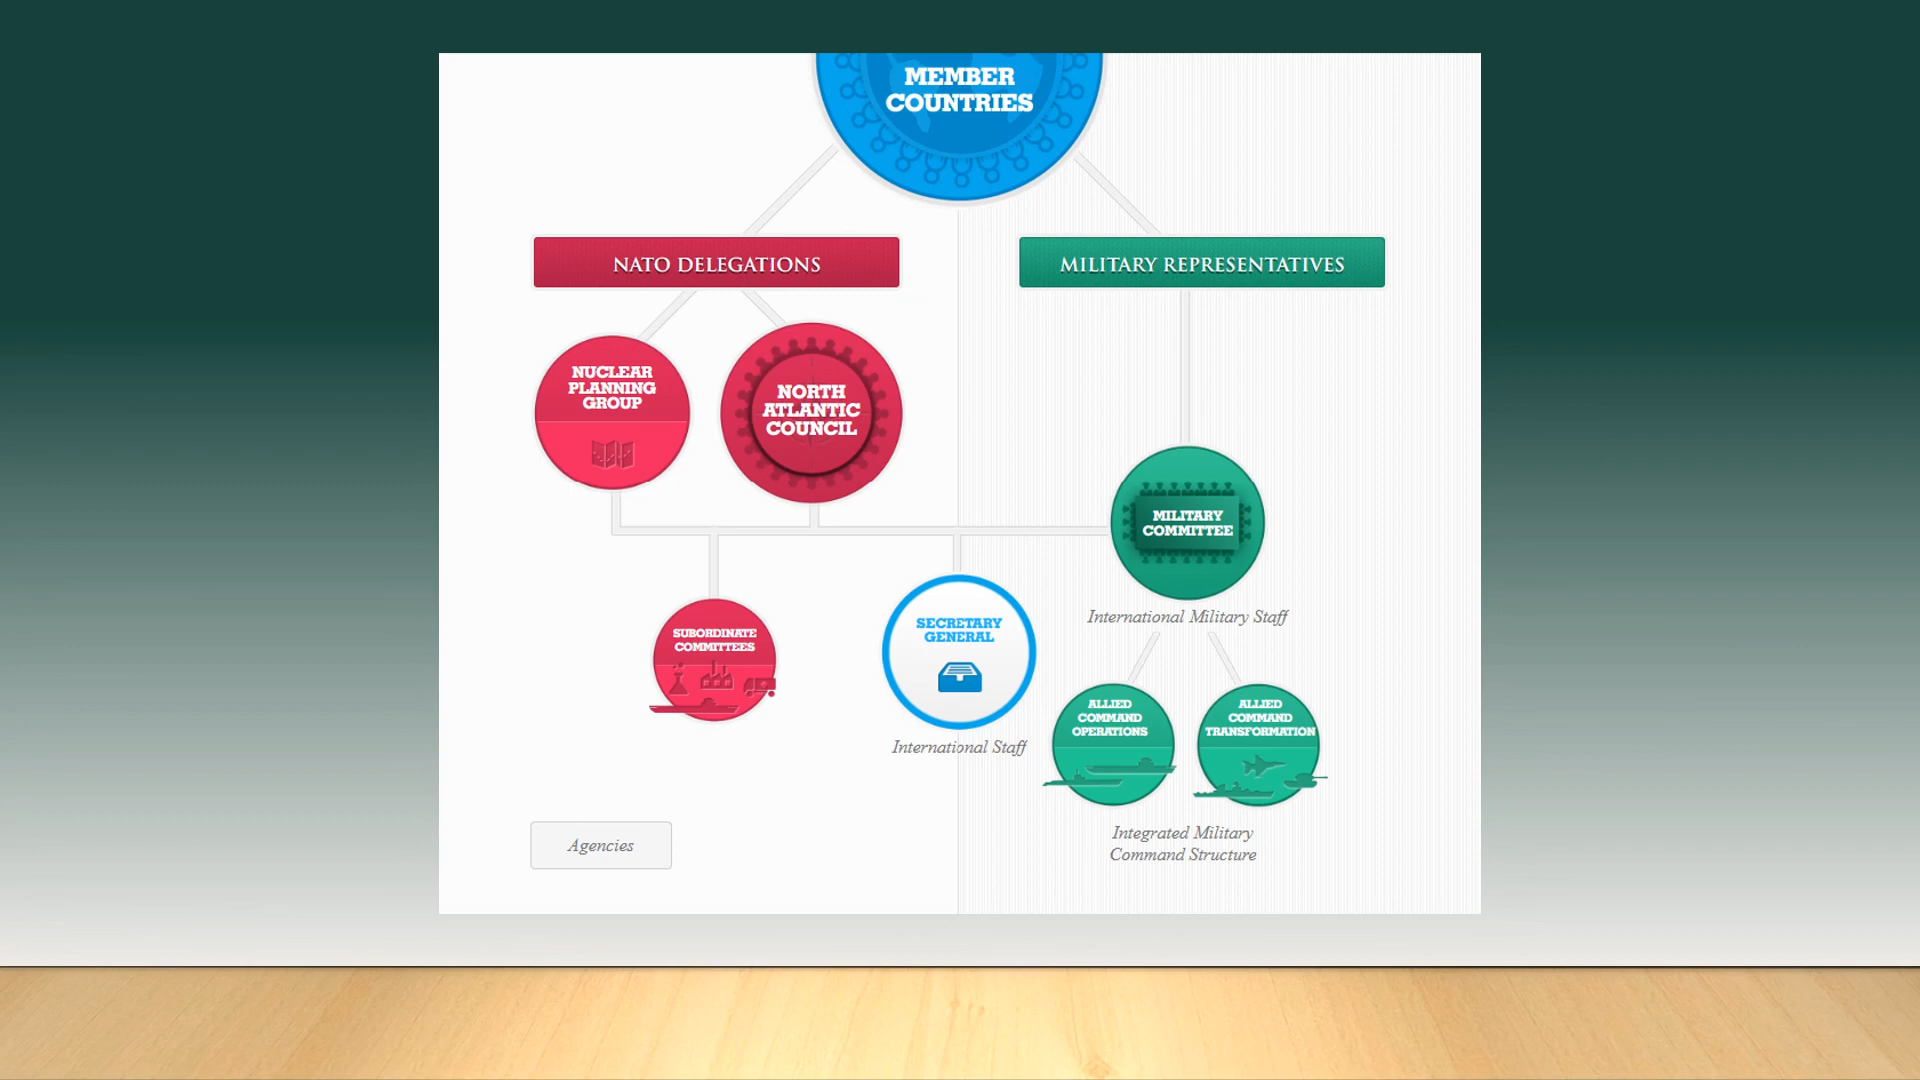 MEMBER
COUNTRIES
NATO DELEGATIONS
MILITARY REPRESENTATIVES
NUCLEAR
PLANNING
GROUP
NORTH
ATLANTIC
COUNCIL
MILITARY
COMMITTEE
International Military Staff
SUBORDINATE
COMMITTEES
SECRETARY
GENERAL
International Staff
ALLIED
COMMAND
OPERATIONS
ALLIED
COMMAND
TRANSFORMATION
Integrated Military
Command Structure
Agencies